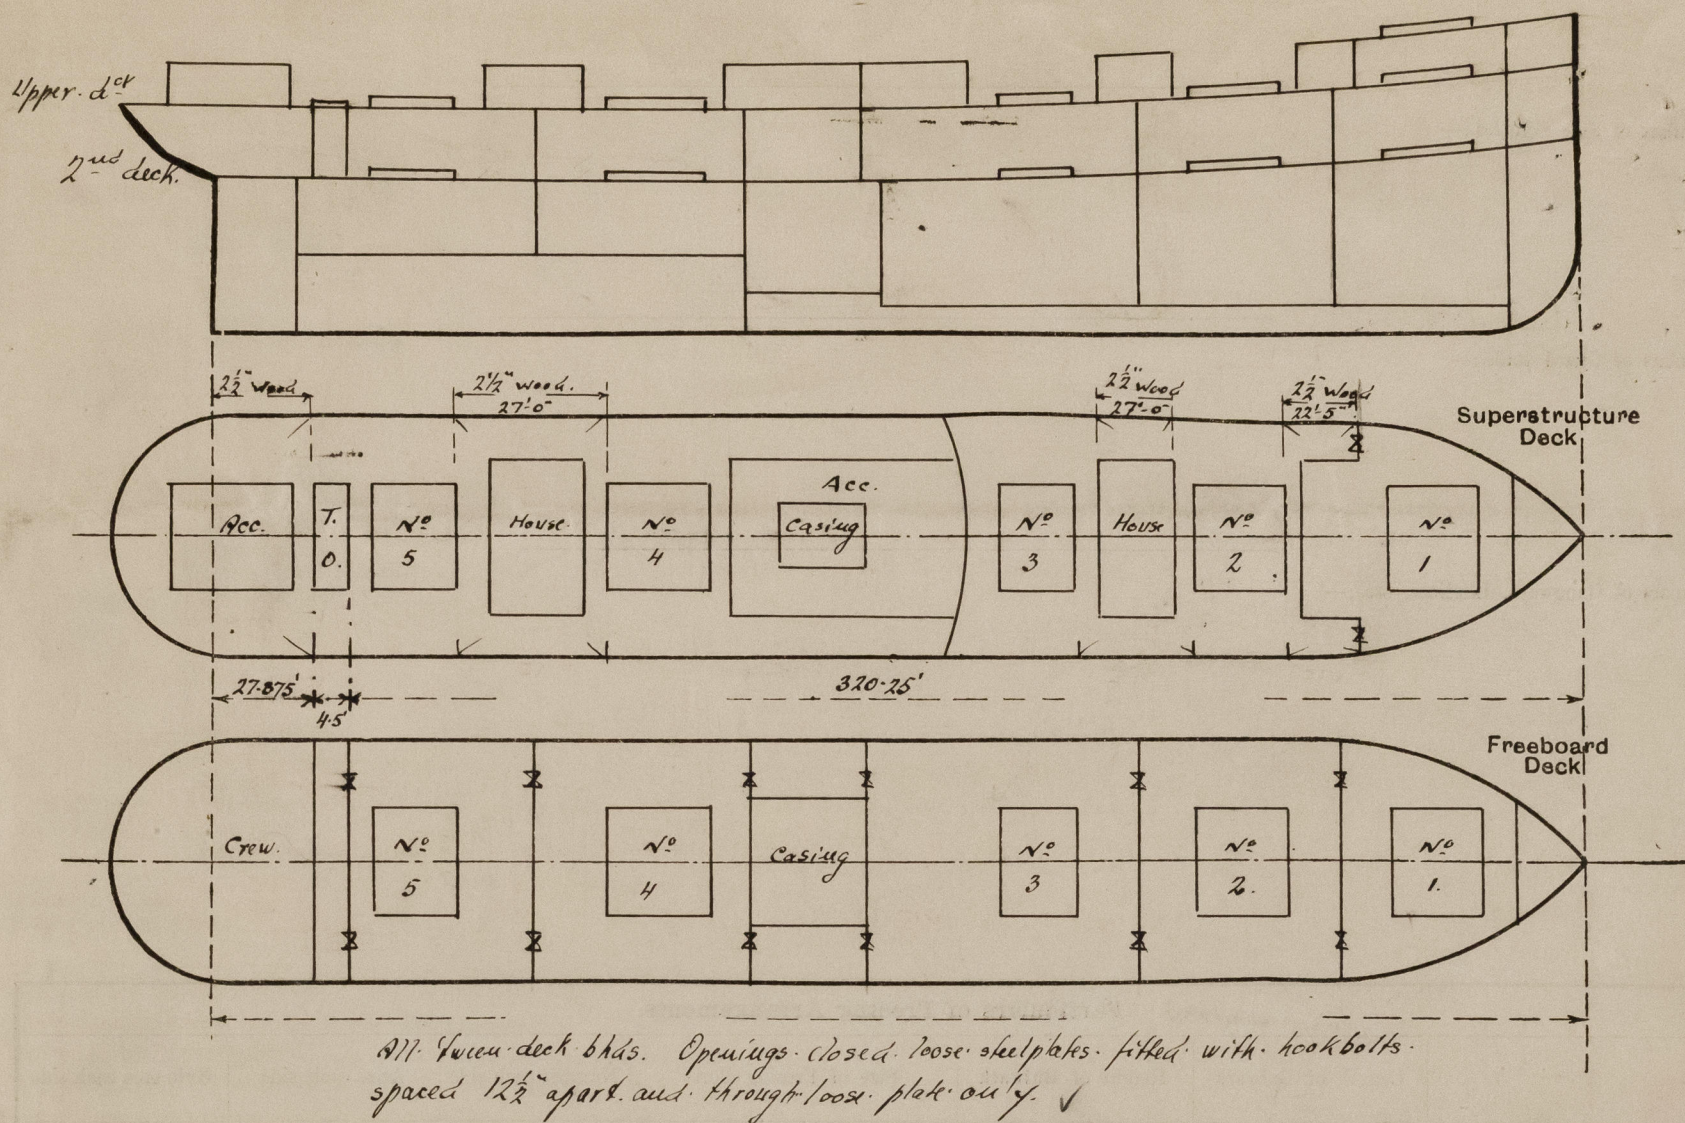 Upper. dck
2nd deck.
2½" wood
2½" wood.
27'-0"
2½" wood
27'-0"
2½" wood
22'-5"
Superstructure
Deck
Acc.
T.
O.
No
5
House.
No
4
Acc.
Casing
No
3
House
No
2
No
1
27.875'
4.5'
320.25'
Freeboard
Deck
Crew.
No
5
No
4
Casing
No
3
No
2.
No
1.
All. 'tween. deck. bhds. Openings. closed. loose. steelplates. fitted. with. hookbolts.
spaced 12½" apart. and. through. loose. plate. only. ✓